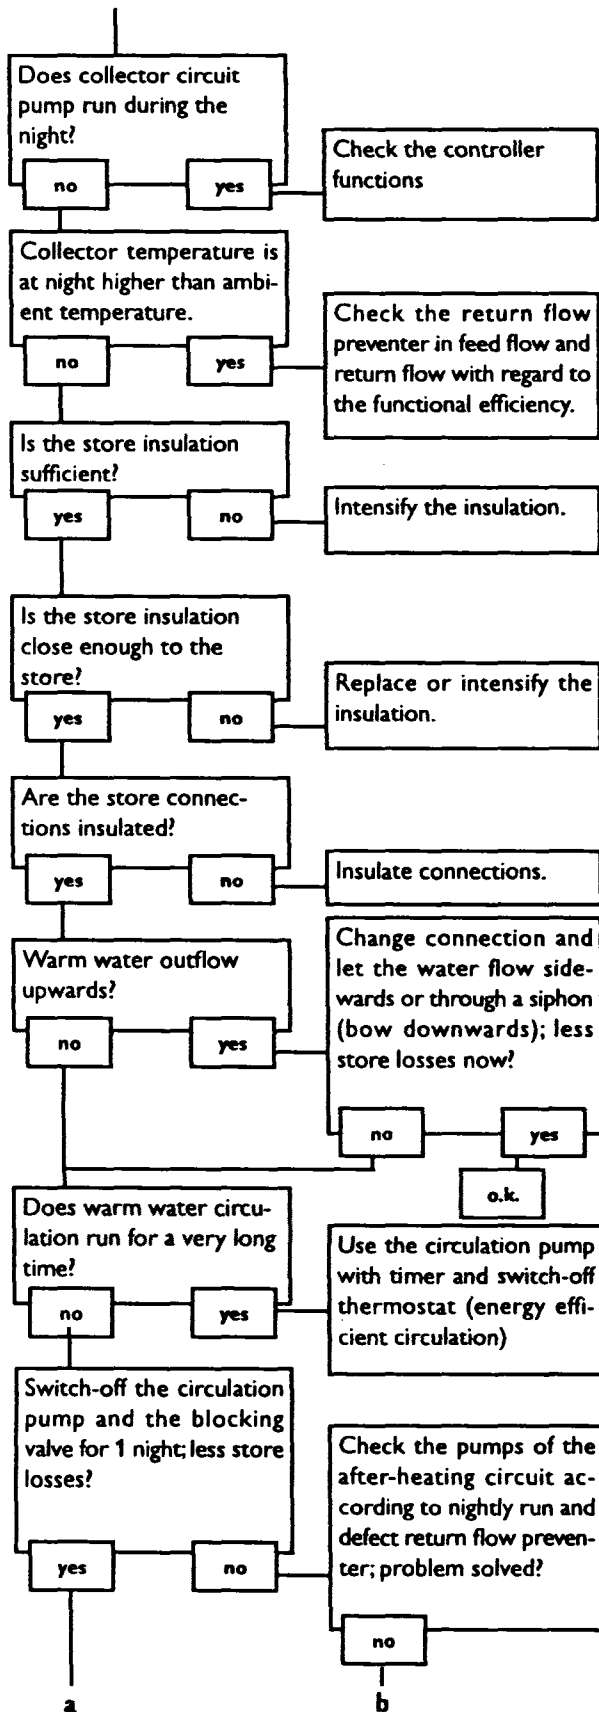 Does collector circuit
pump run during the
night?
no
yes
Check the controller
functions
Collector temperature is
at night higher than ambi-
ent temperature.
no
yes
Check the return flow
preventer in feed flow and
return flow with regard to
the functional efficiency.
Is the store insulation
sufficient?
yes
no
Intensify the insulation.
Is the store insulation
close enough to the
store?
yes
no
Replace or intensify the
insulation.
Are the store connec-
tions insulated?
yes
no
Insulate connections.
Warm water outflow
upwards?
no
yes
Change connection and
let the water flow side-
wards or through a siphon
(bow downwards); less
store losses now?
no
yes
o.k.
Does warm water circu-
lation run for a very long
time?
no
yes
Use the circulation pump
with timer and switch-off
thermostat (energy effi-
cient circulation)
Switch-off the circulation
pump and the blocking
valve for 1 night; less store
losses?
yes
no
Check the pumps of the
after-heating circuit ac-
cording to nightly run and
defect return flow preven-
ter; problem solved?
no
a
b